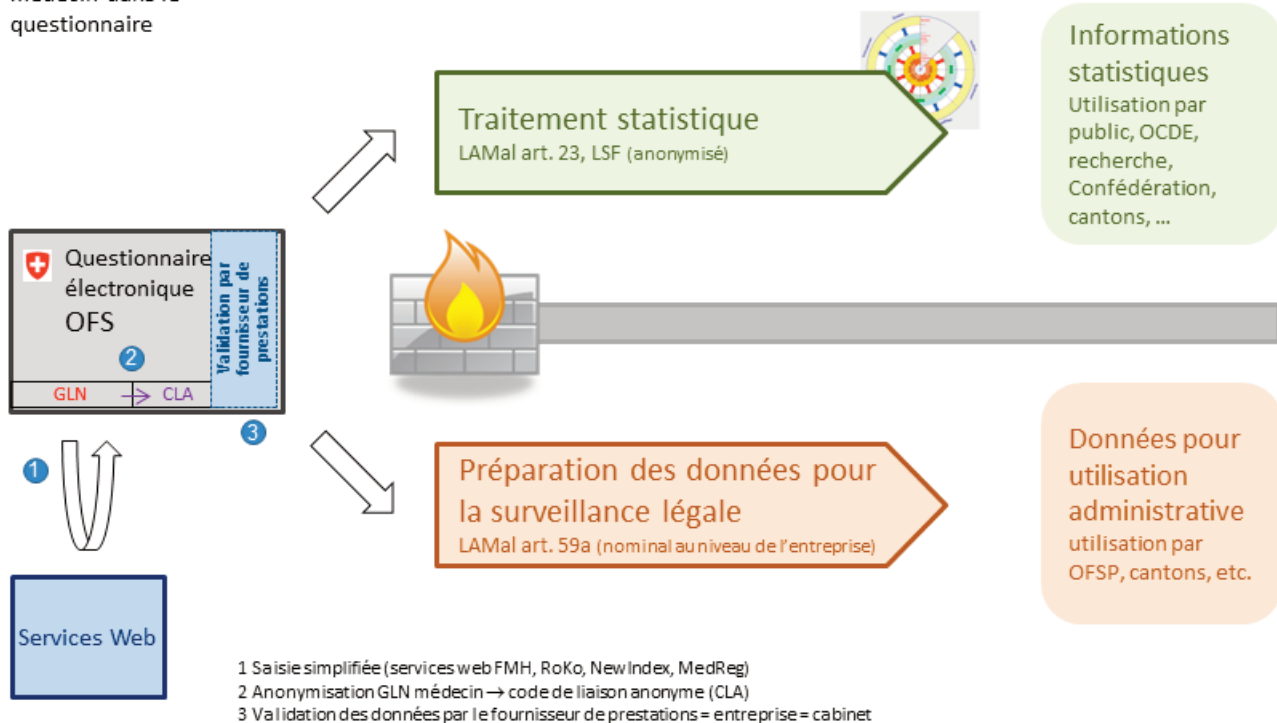 questionnaire
Traitement statistique
LAMal art. 23, LSF (anonymisé)
Informations
statistiques
Utilisation par
public, OCDE,
recherche,
Confédération,
cantons, ...
Questionnaire
électronique
OFS
2
GLN → CLA
Validation par
fournisseur de
prestations
3
1
Préparation des données pour
la surveillance légale
LAMal art. 59a (nominal au niveau de l'entreprise)
Données pour
utilisation
administrative
utilisation par
OFSP, cantons, etc.
Services Web
1 Saisie simplifiée (services web FMH, RoKo, NewIndex, MedReg)
2 Anonymisation GLN médecin → code de liaison anonyme (CLA)
3 Validation des données par le fournisseur de prestations = entreprise = cabinet